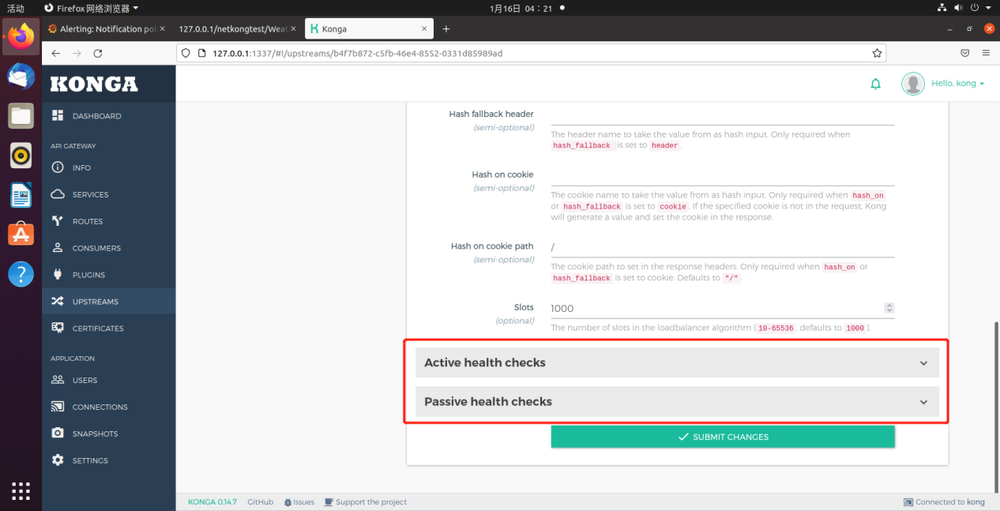 活动
Firefox 网络浏览器
1月16日 04：21
Alerting: Notification pol
127.0.0.1/netkongtest/Weat
Konga
127.0.0.1:1337/#!/upstreams/b4f7b872-c5fb-46e4-8552-0331d85989ad
KONGA
Hello, kong
DASHBOARD
API GATEWAY
INFO
SERVICES
ROUTES
CONSUMERS
PLUGINS
UPSTREAMS
CERTIFICATES
APPLICATION
USERS
CONNECTIONS
SNAPSHOTS
SETTINGS
Hash fallback header
(semi-optional)
The header name to take the value from as hash input. Only required when
hash_fallback is set to header.
Hash on cookie
(semi-optional)
The cookie name to take the value from as hash input. Only required when hash_on
or hash_fallback is set to cookie. If the specified cookie is not in the request, Kong
will generate a value and set the cookie in the response.
Hash on cookie path
(semi-optional)
/
The cookie path to set in the response headers. Only required when hash_on or
hash_fallback is set to cookie. Defaults to "/".
Slots
(optional)
1000
The number of slots in the loadbalancer algorithm (10-65536, defaults to 1000).
Active health checks
Passive health checks
SUBMIT CHANGES
KONGA 0.14.7
GitHub
Issues
Support the project
Connected to kong